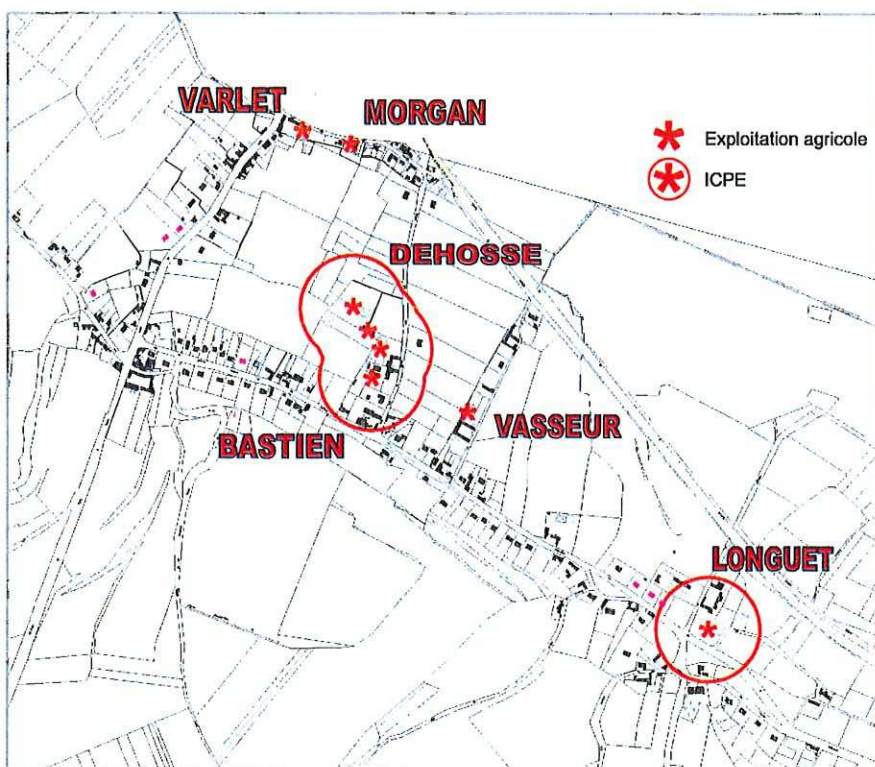 VARLET
MORGAN
Exploitation agricole
ICPE
DEHOSSE
BASTIEN
VASSEUR
LONGUET